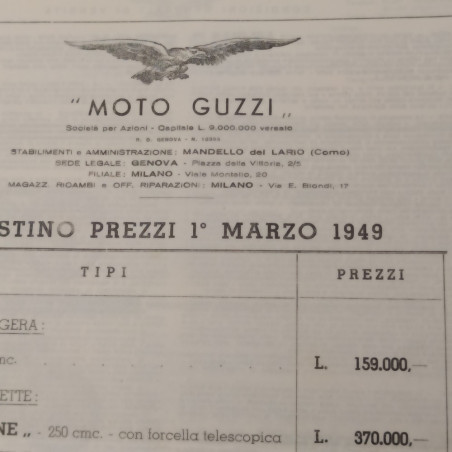 "MOTO GUZZI„
Società per Azioni - Capitale L. 9.000.000 versato
STABILIMENTI e AMMINISTRAZIONE: MANDELLO del LARIO (Como)
SEDE LEGALE: GENOVA - Piazza della Vittoria, 2/5
FILIALE: MILANO - Viale Montello, 20
MAGAZZ. RICAMBI e OFF. RIPARAZIONI: MILANO - Via E. Biondi, 17
STINO PREZZI 1° MARZO 1949
TIPI PREZZI
GERA:
mc. . . . . . . L. 159.000,—
ETTE:
NE„ - 250 cmc. - con forcella telescopica L. 370.000,—